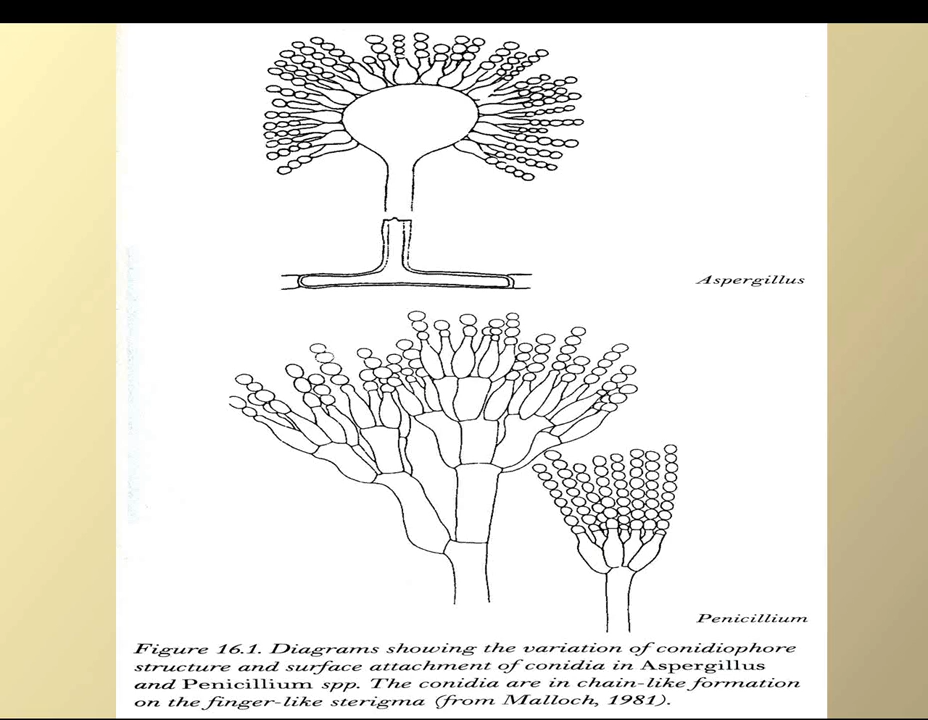 Aspergillus
Penicillium
Figure 16.1. Diagrams showing the variation of conidiophore
structure and surface attachment of conidia in Aspergillus
and Penicillium spp. The conidia are in chain-like formation
on the finger-like sterigma (from Malloch, 1981).